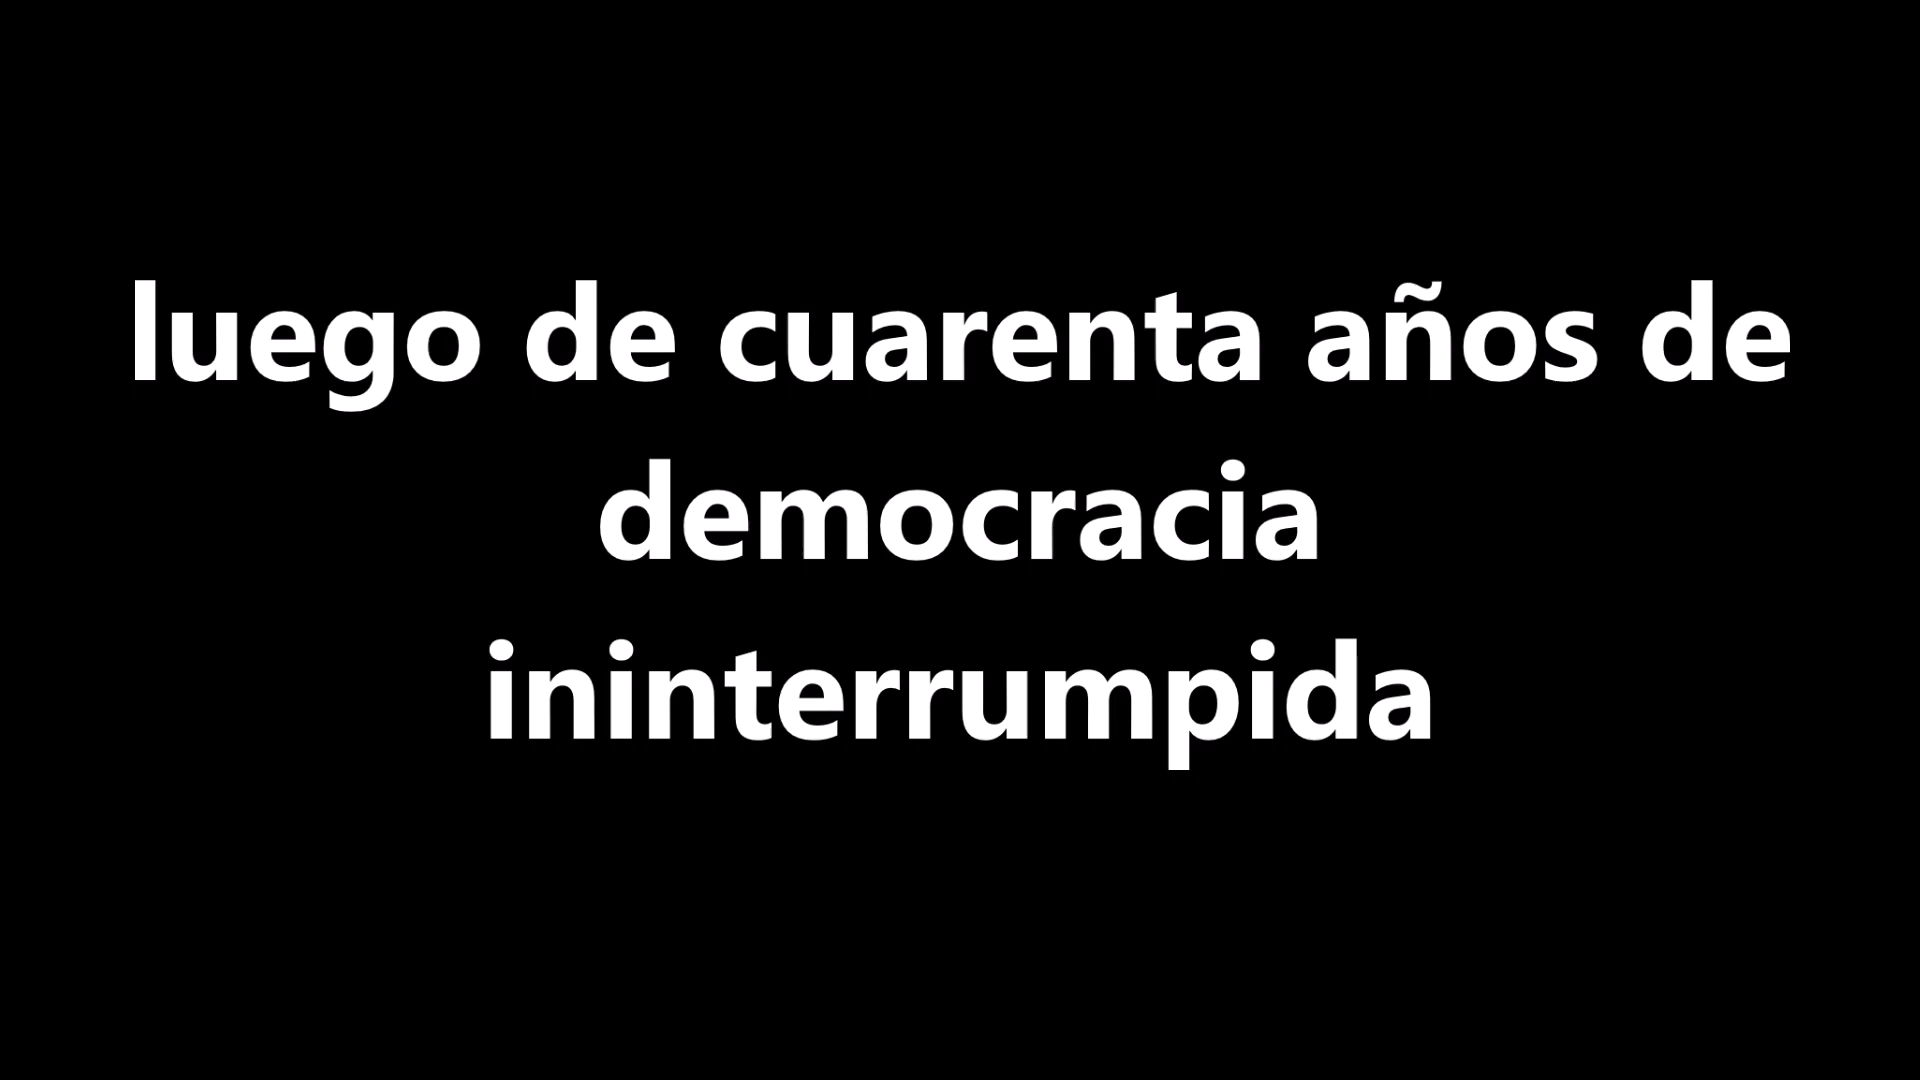 luego de cuarenta años de
democracia
ininterrumpida